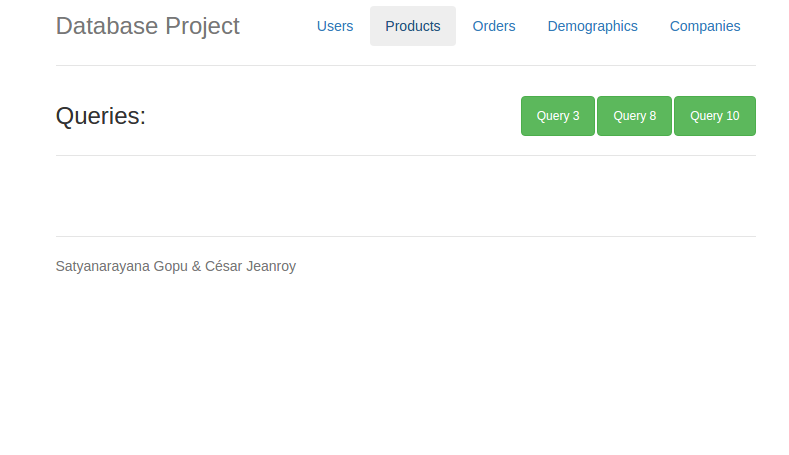 Database Project Users Products Orders Demographics Companies
Queries: Query 3 Query 8 Query 10
Satyanarayana Gopu & César Jeanroy